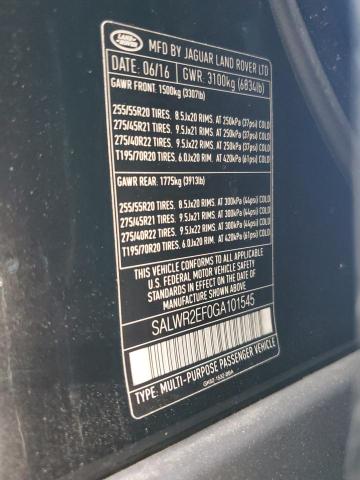 LAND ROVER
MFD BY JAGUAR LAND ROVER LTD
DATE: 06/16 GWR: 3100kg (6834lb)
GAWR FRONT: 1500kg (3307lb)
255/55R20 TIRES. 8.5Jx20 RIMS. AT 250kPa (37psi) COLD
275/45R21 TIRES. 9.5Jx21 RIMS. AT 250kPa (37psi) COLD
275/40R22 TIRES. 9.5Jx22 RIMS. AT 250kPa (37psi) COLD
T195/70R20 TIRES. 6.0Jx20 RIMS. AT 420kPa (61psi) COLD
GAWR REAR: 1775kg (3913lb)
255/55R20 TIRES. 8.5Jx20 RIMS. AT 300kPa (44psi) COLD
275/45R21 TIRES. 9.5Jx21 RIMS. AT 300kPa (44psi) COLD
275/40R22 TIRES. 9.5Jx22 RIMS. AT 300kPa (44psi) COLD
T195/70R20 TIRES. 6.0Jx20 RIMS. AT 420kPa (61psi) COLD
THIS VEHICLE CONFORMS TO ALL APPLICABLE
U.S. FEDERAL MOTOR VEHICLE SAFETY
STANDARDS IN EFFECT ON THE DATE OF
MANUFACTURE SHOWN ABOVE.
SALWR2EF0GA101545
TYPE: MULTI-PURPOSE PASSENGER VEHICLE